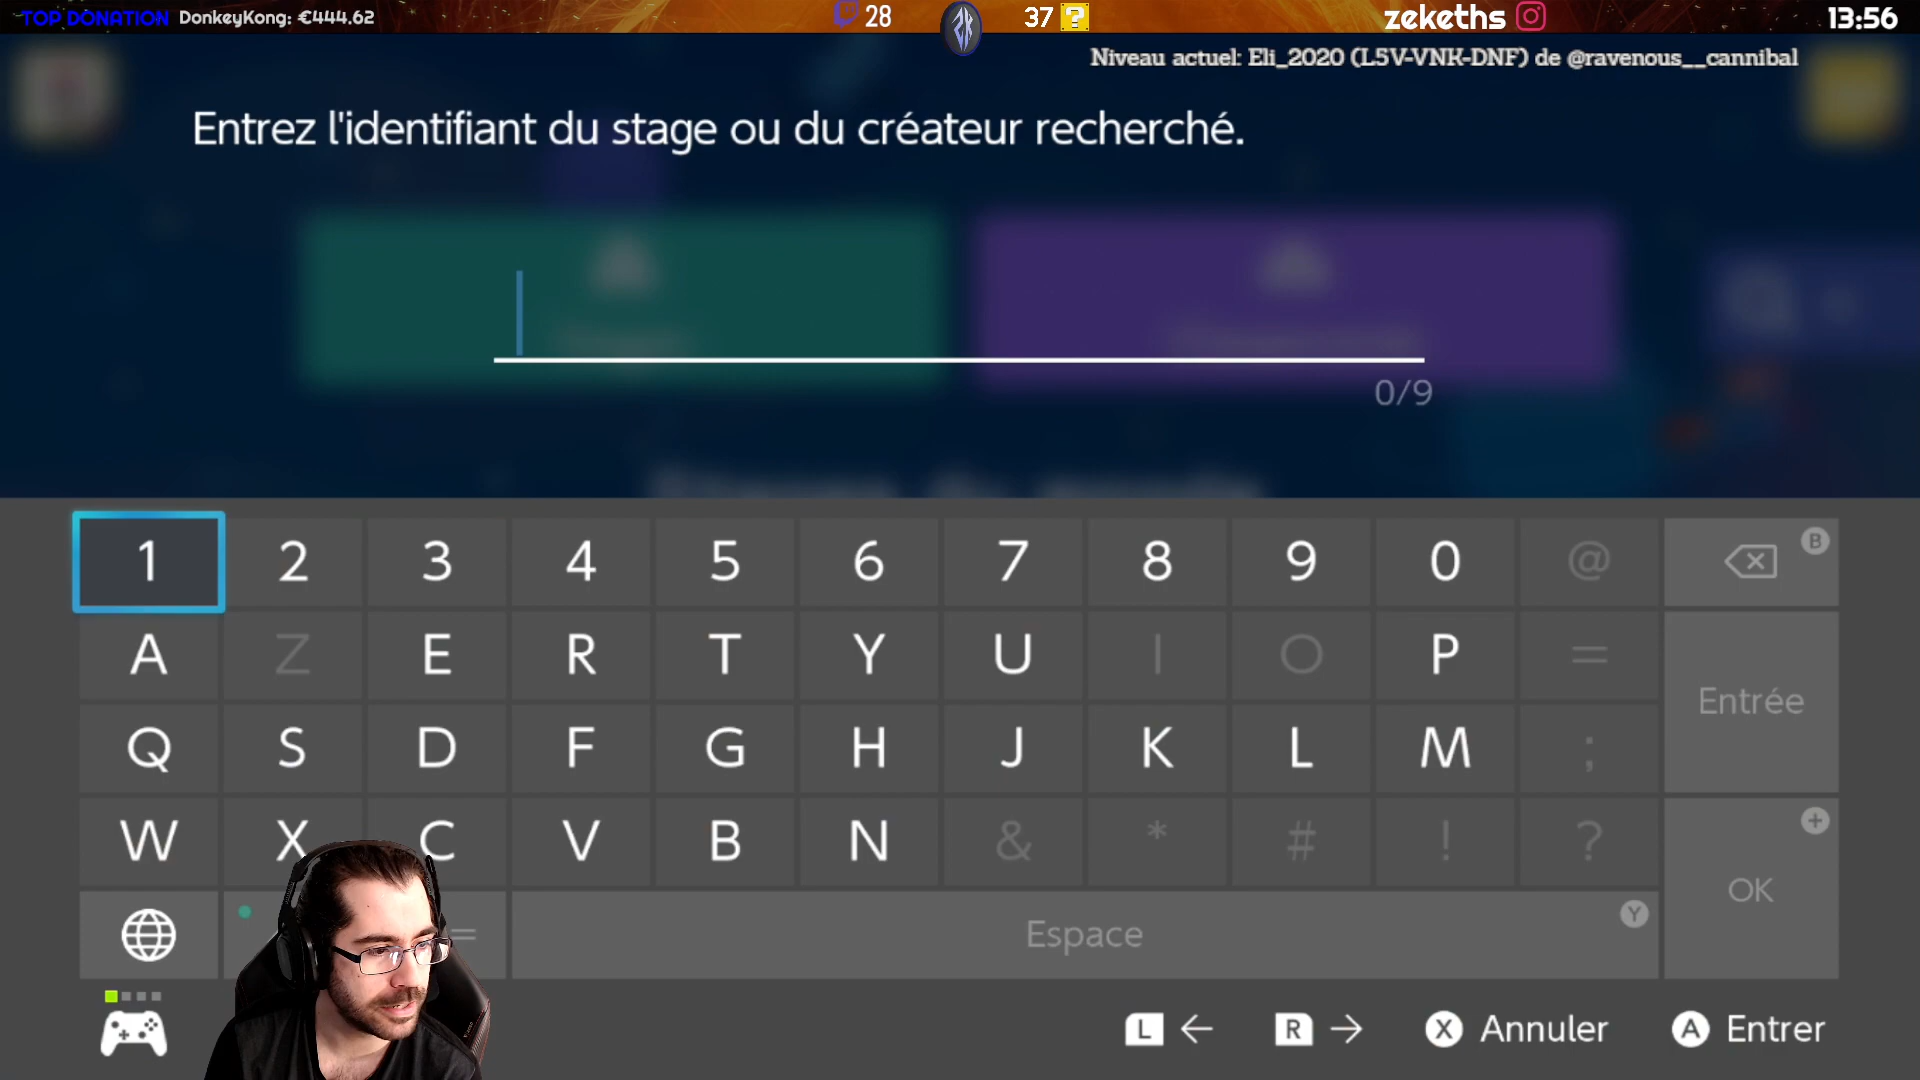 TOP DONATION DonkeyKong: €444.62 28 37 ? zekeths 13:56
Niveau actuel: Eli_2020 (L5V-VNK-DNF) de @ravenous__cannibal
Entrez l'identifiant du stage ou du créateur recherché.
0/9
1 2 3 4 5 6 7 8 9 0 @ B
A Z E R T Y U I O P =
Entrée
Q S D F G H J K L M ;
W X C V B N & * # ! ? +
OK
= Espace Y
L ← R → X Annuler A Entrer